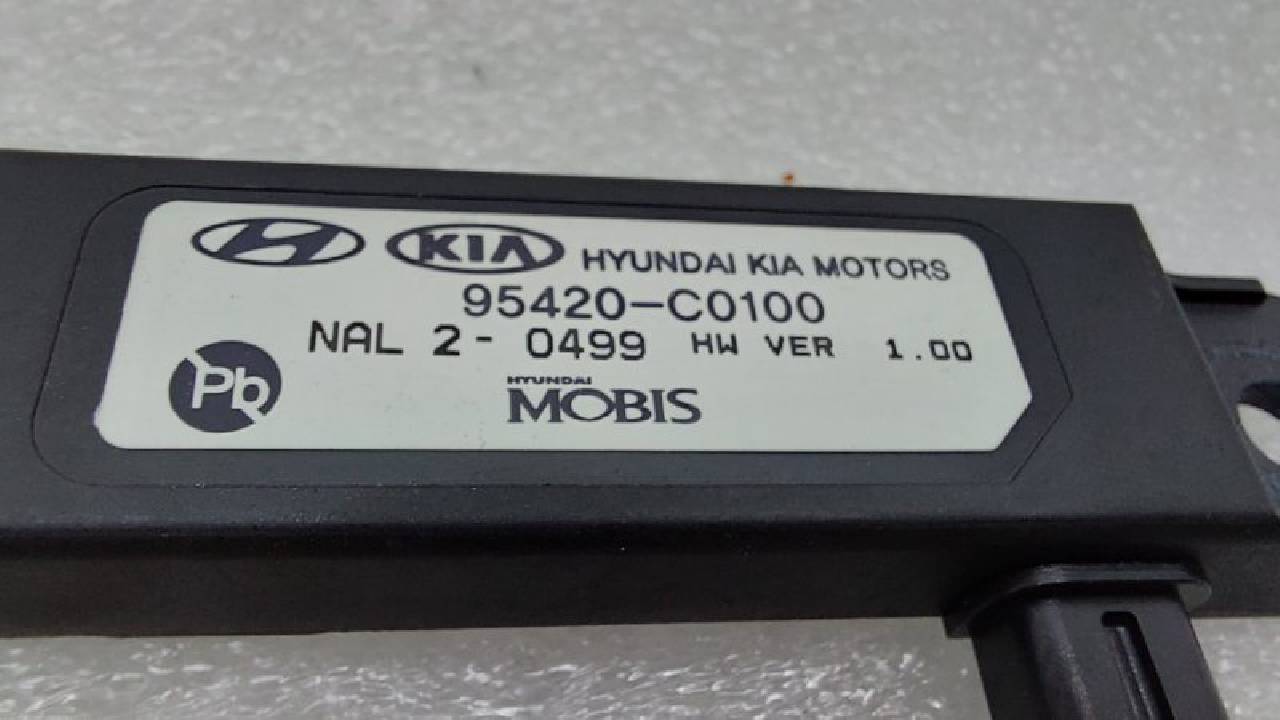 KIA HYUNDAI KIA MOTORS
95420-C0100
NAL 2- 0499 HW VER 1.00
Pb
HYUNDAI
MOBIS